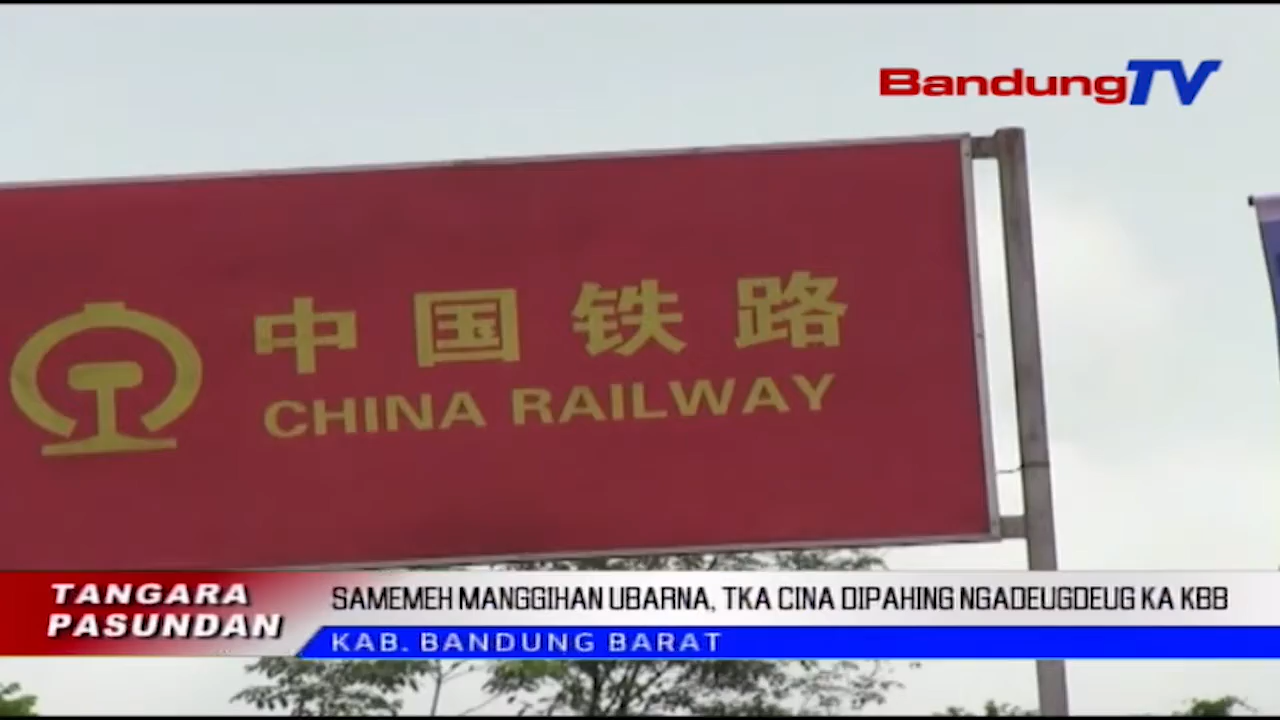 BandungTV
中国铁路
CHINA RAILWAY
TANGARA
PASUNDAN
SAMEMEH MANGGIHAN UBARNA, TKA CINA DIPAHING NGADEUGDEUG KA KBB
KAB. BANDUNG BARAT